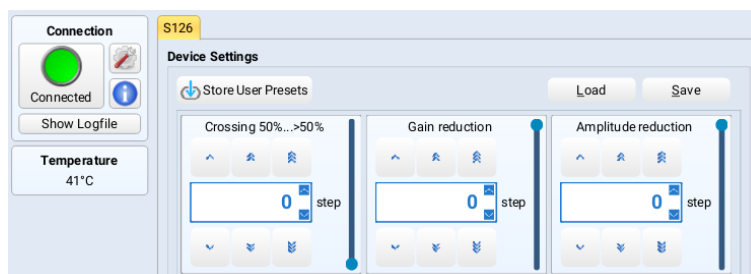 Connection
Connected
Show Logfile
Temperature
41°C
S126
Device Settings
Store User Presets
Load
Save
Crossing 50%...>50%
0 step
Gain reduction
0 step
Amplitude reduction
0 step